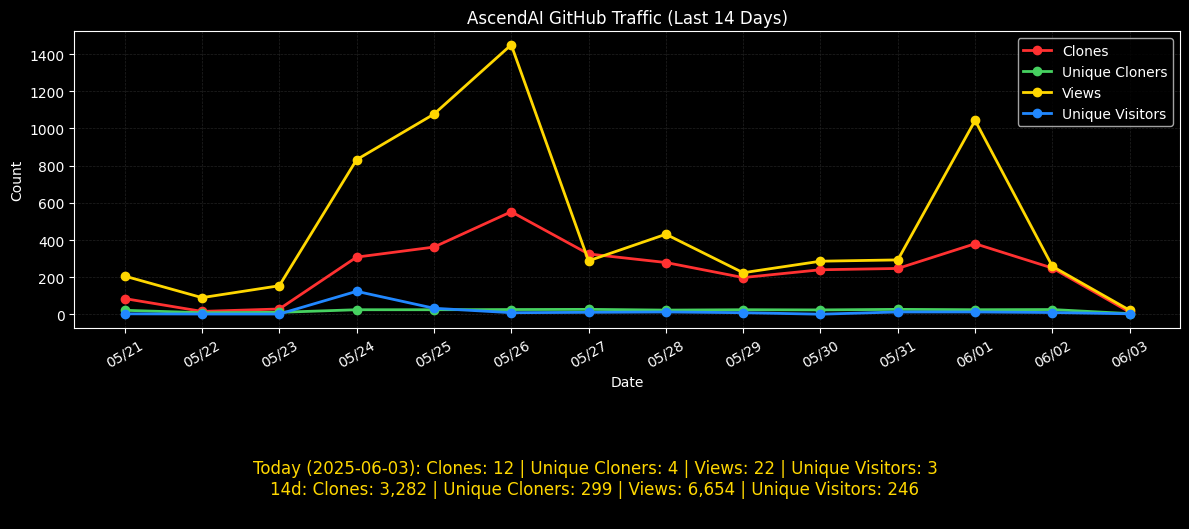 AscendAI GitHub Traffic (Last 14 Days)
Clones
Unique Cloners
Views
Unique Visitors
Count
1400
1200
1000
800
600
400
200
0
05/21 05/22 05/23 05/24 05/25 05/26 05/27 05/28 05/29 05/30 05/31 06/01 06/02 06/03
Date
Today (2025-06-03): Clones: 12 | Unique Cloners: 4 | Views: 22 | Unique Visitors: 3
14d: Clones: 3,282 | Unique Cloners: 299 | Views: 6,654 | Unique Visitors: 246